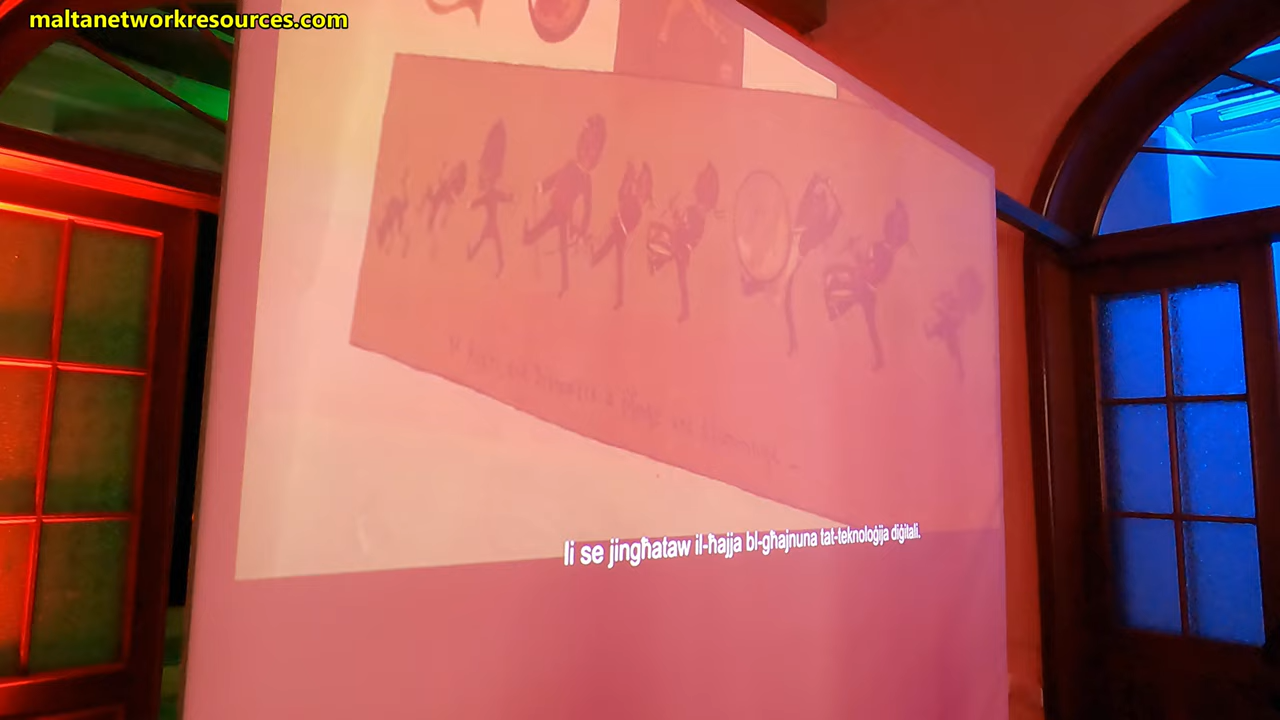 maltanetworkresources.com
li se jingħataw il-ħajja bl-għajnuna tat-teknoloġija diġitali.